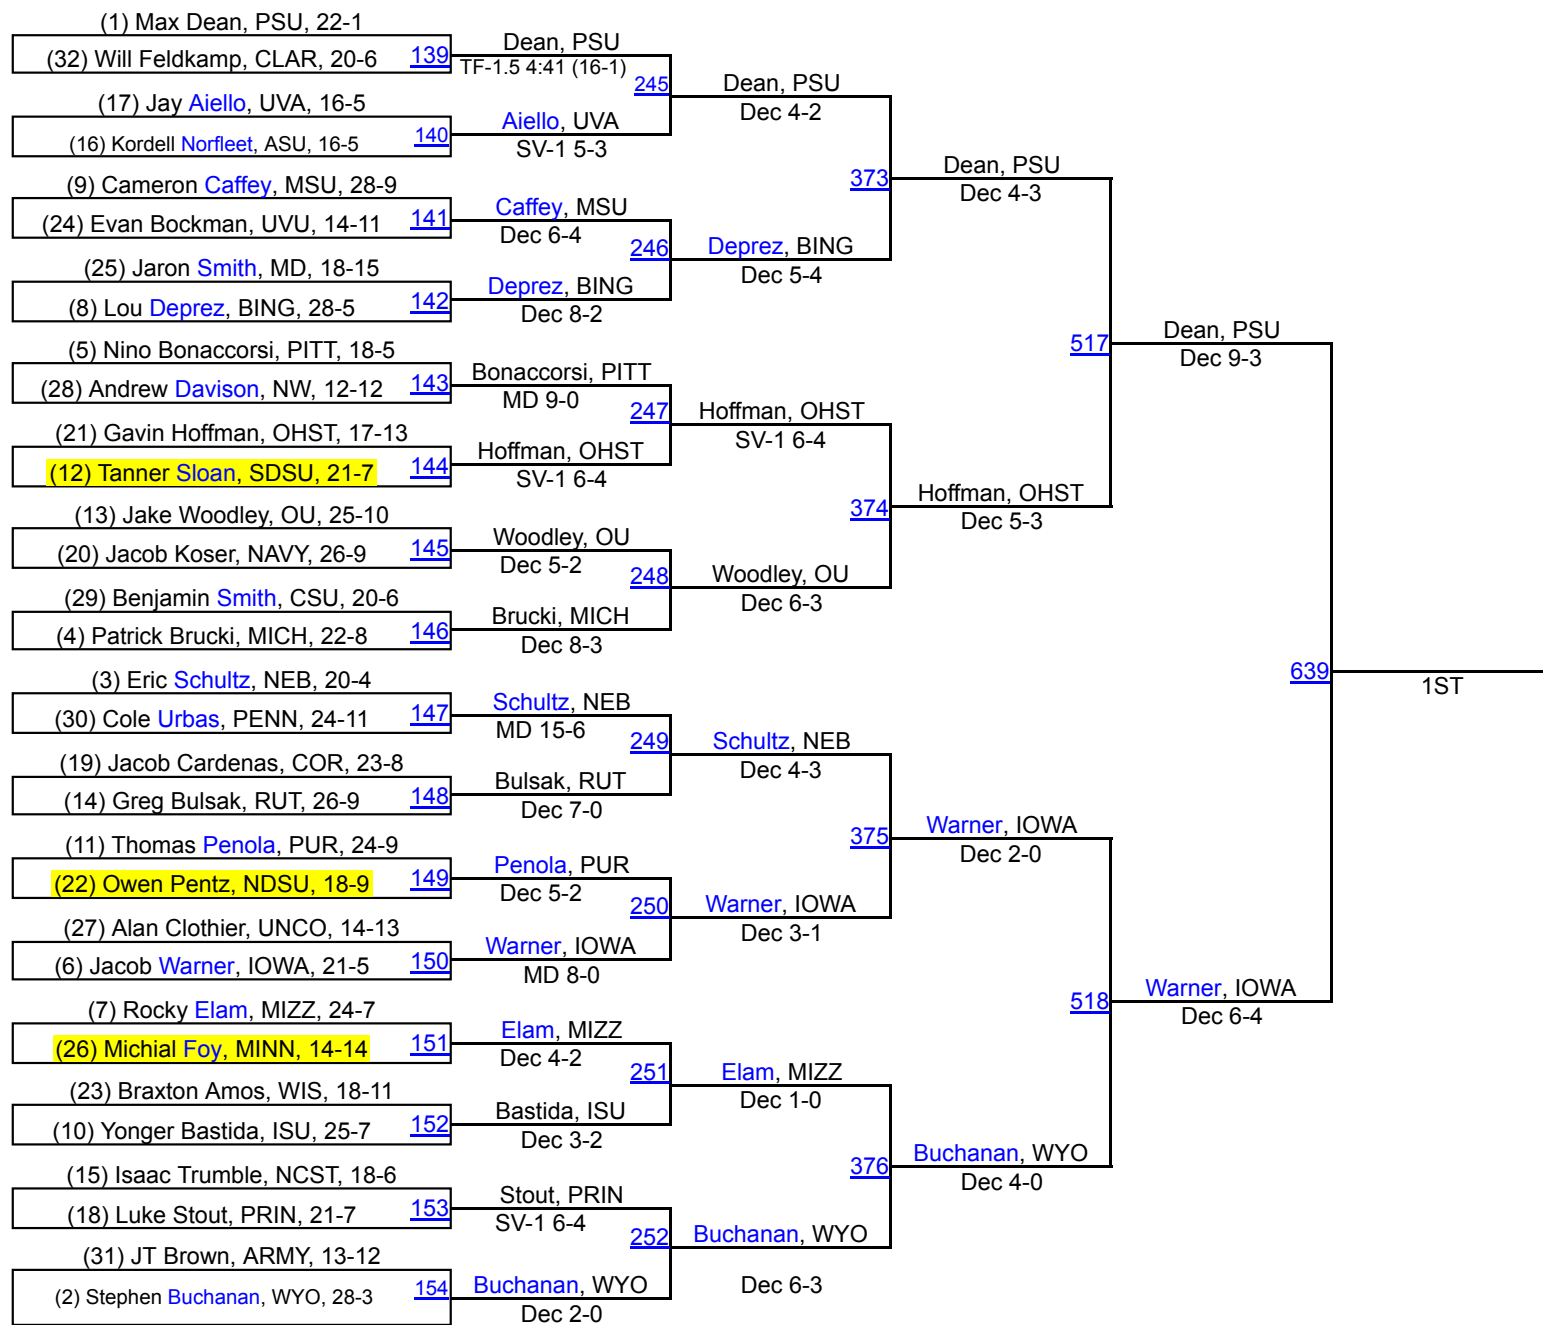 (1) Max Dean, PSU, 22-1
(32) Will Feldkamp, CLAR, 20-6
139
(17) Jay Aiello, UVA, 16-5
(16) Kordell Norfleet, ASU, 16-5
140
(9) Cameron Caffey, MSU, 28-9
(24) Evan Bockman, UVU, 14-11
141
(25) Jaron Smith, MD, 18-15
(8) Lou Deprez, BING, 28-5
142
(5) Nino Bonaccorsi, PITT, 18-5
(28) Andrew Davison, NW, 12-12
143
(21) Gavin Hoffman, OHST, 17-13
(12) Tanner Sloan, SDSU, 21-7
144
(13) Jake Woodley, OU, 25-10
(20) Jacob Koser, NAVY, 26-9
145
(29) Benjamin Smith, CSU, 20-6
(4) Patrick Brucki, MICH, 22-8
146
(3) Eric Schultz, NEB, 20-4
(30) Cole Urbas, PENN, 24-11
147
(19) Jacob Cardenas, COR, 23-8
(14) Greg Bulsak, RUT, 26-9
148
(11) Thomas Penola, PUR, 24-9
(22) Owen Pentz, NDSU, 18-9
149
(27) Alan Clothier, UNCO, 14-13
(6) Jacob Warner, IOWA, 21-5
150
(7) Rocky Elam, MIZZ, 24-7
(26) Michial Foy, MINN, 14-14
151
(23) Braxton Amos, WIS, 18-11
(10) Yonger Bastida, ISU, 25-7
152
(15) Isaac Trumble, NCST, 18-6
(18) Luke Stout, PRIN, 21-7
153
(31) JT Brown, ARMY, 13-12
(2) Stephen Buchanan, WYO, 28-3
154
Dean, PSU
TF-1.5 4:41 (16-1)
245
Aiello, UVA
SV-1 5-3
Caffey, MSU
Dec 6-4
246
Deprez, BING
Dec 8-2
Bonaccorsi, PITT
MD 9-0
247
Hoffman, OHST
SV-1 6-4
Woodley, OU
Dec 5-2
248
Brucki, MICH
Dec 8-3
Schultz, NEB
MD 15-6
249
Bulsak, RUT
Dec 7-0
Penola, PUR
Dec 5-2
250
Warner, IOWA
MD 8-0
Elam, MIZZ
Dec 4-2
251
Bastida, ISU
Dec 3-2
Stout, PRIN
SV-1 6-4
252
Buchanan, WYO
Dec 2-0
Dean, PSU
Dec 4-2
373
Deprez, BING
Dec 5-4
Hoffman, OHST
SV-1 6-4
374
Woodley, OU
Dec 6-3
Schultz, NEB
Dec 4-3
375
Warner, IOWA
Dec 3-1
Elam, MIZZ
Dec 1-0
376
Buchanan, WYO
Dec 6-3
Dean, PSU
Dec 4-3
517
Hoffman, OHST
Dec 5-3
Warner, IOWA
Dec 2-0
518
Buchanan, WYO
Dec 4-0
Dean, PSU
Dec 9-3
639
Warner, IOWA
Dec 6-4
1ST